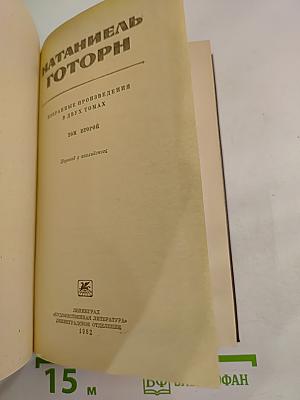 НАТАНИЕЛЬ
ГОТОРН
ИЗБРАННЫЕ ПРОИЗВЕДЕНИЯ
В ДВУХ ТОМАХ
ТОМ ВТОРОЙ
Перевод с английского
ЛЕНИНГРАД
«ХУДОЖЕСТВЕННАЯ ЛИТЕРАТУРА»
ЛЕНИНГРАДСКОЕ ОТДЕЛЕНИЕ
1982
15 м